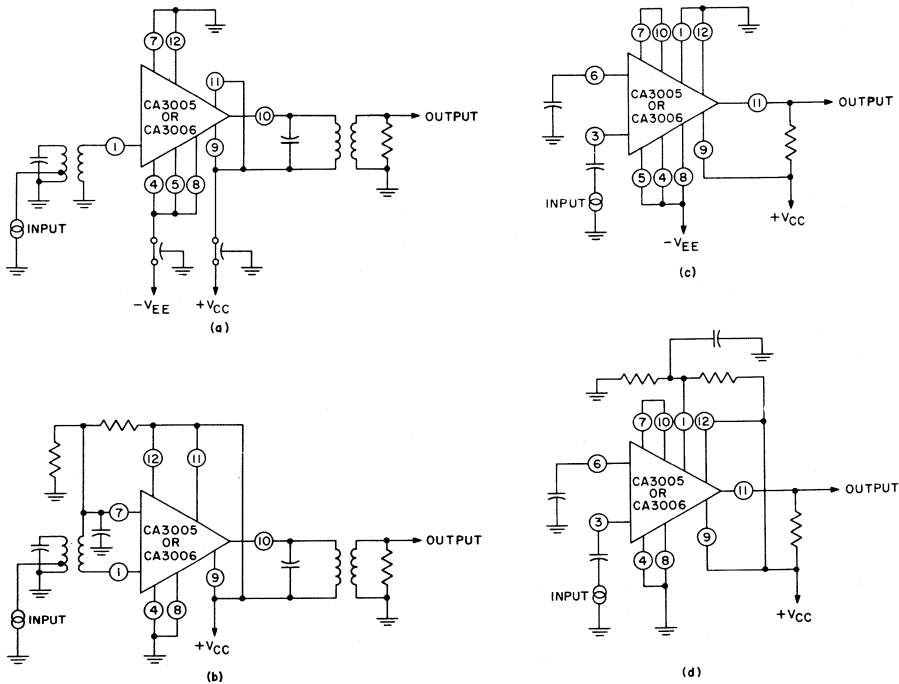 7 12
11
CA3005
OR
CA3006
10
OUTPUT
1
9
4 5 8
INPUT
-VEE
+VCC
(a)
7 10 1 12
6
CA3005
OR
CA3006
11
OUTPUT
3
9
5 4 8
INPUT
-VEE
+VCC
(c)
12 11
7
CA3005
OR
CA3006
10
OUTPUT
1
9
4 8
INPUT
+VCC
(b)
7 10 1 12
6
CA3005
OR
CA3006
11
OUTPUT
3
9
4 8
INPUT
+VCC
(d)